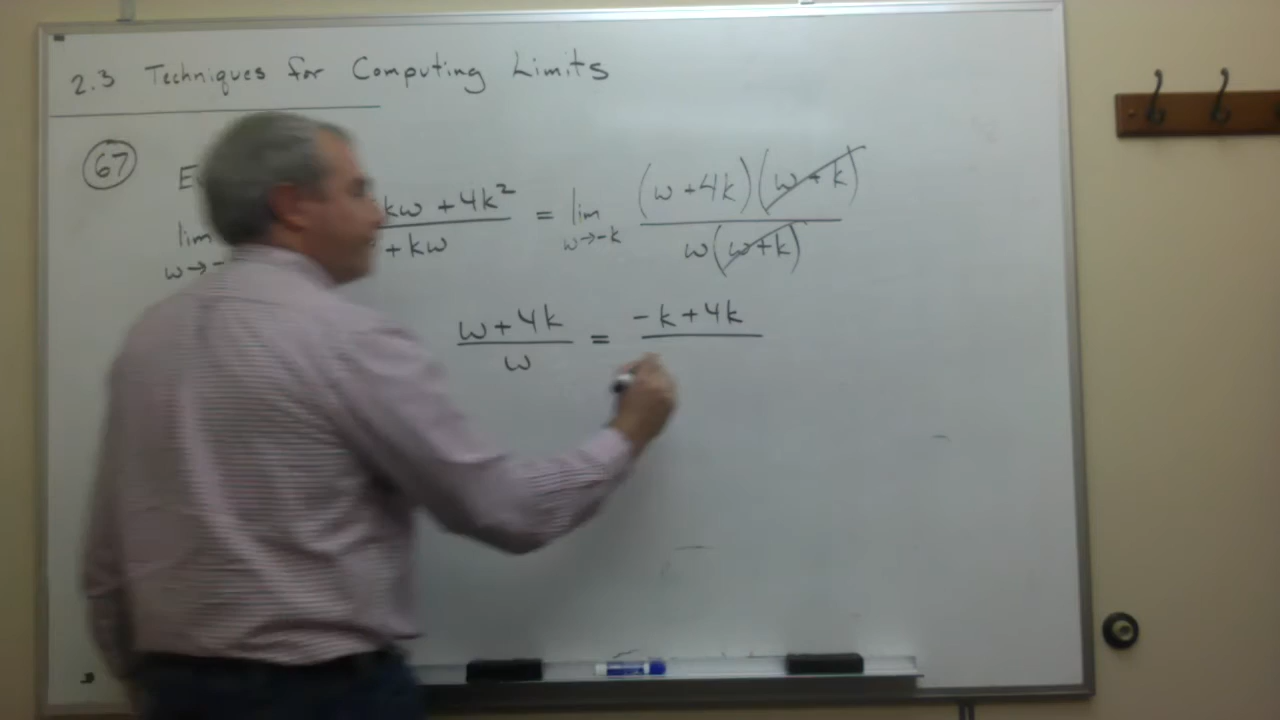 2.3 Techniques for Computing Limits
67 E
lim w→- kw + 4k² / + kw = lim w→-k (w + 4k)(w + k) / w(w + k)
w + 4k / w = -k + 4k /